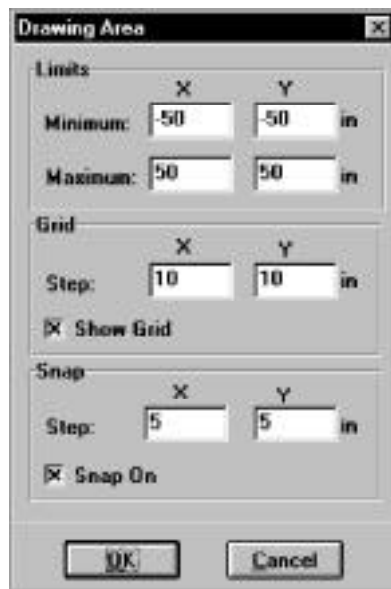 Drawing Area
Limits
X Y
Minimum: -50 -50 in
Maximum: 50 50 in
Grid
X Y
Step: 10 10 in
Show Grid
Snap
X Y
Step: 5 5 in
Snap On
OK Cancel